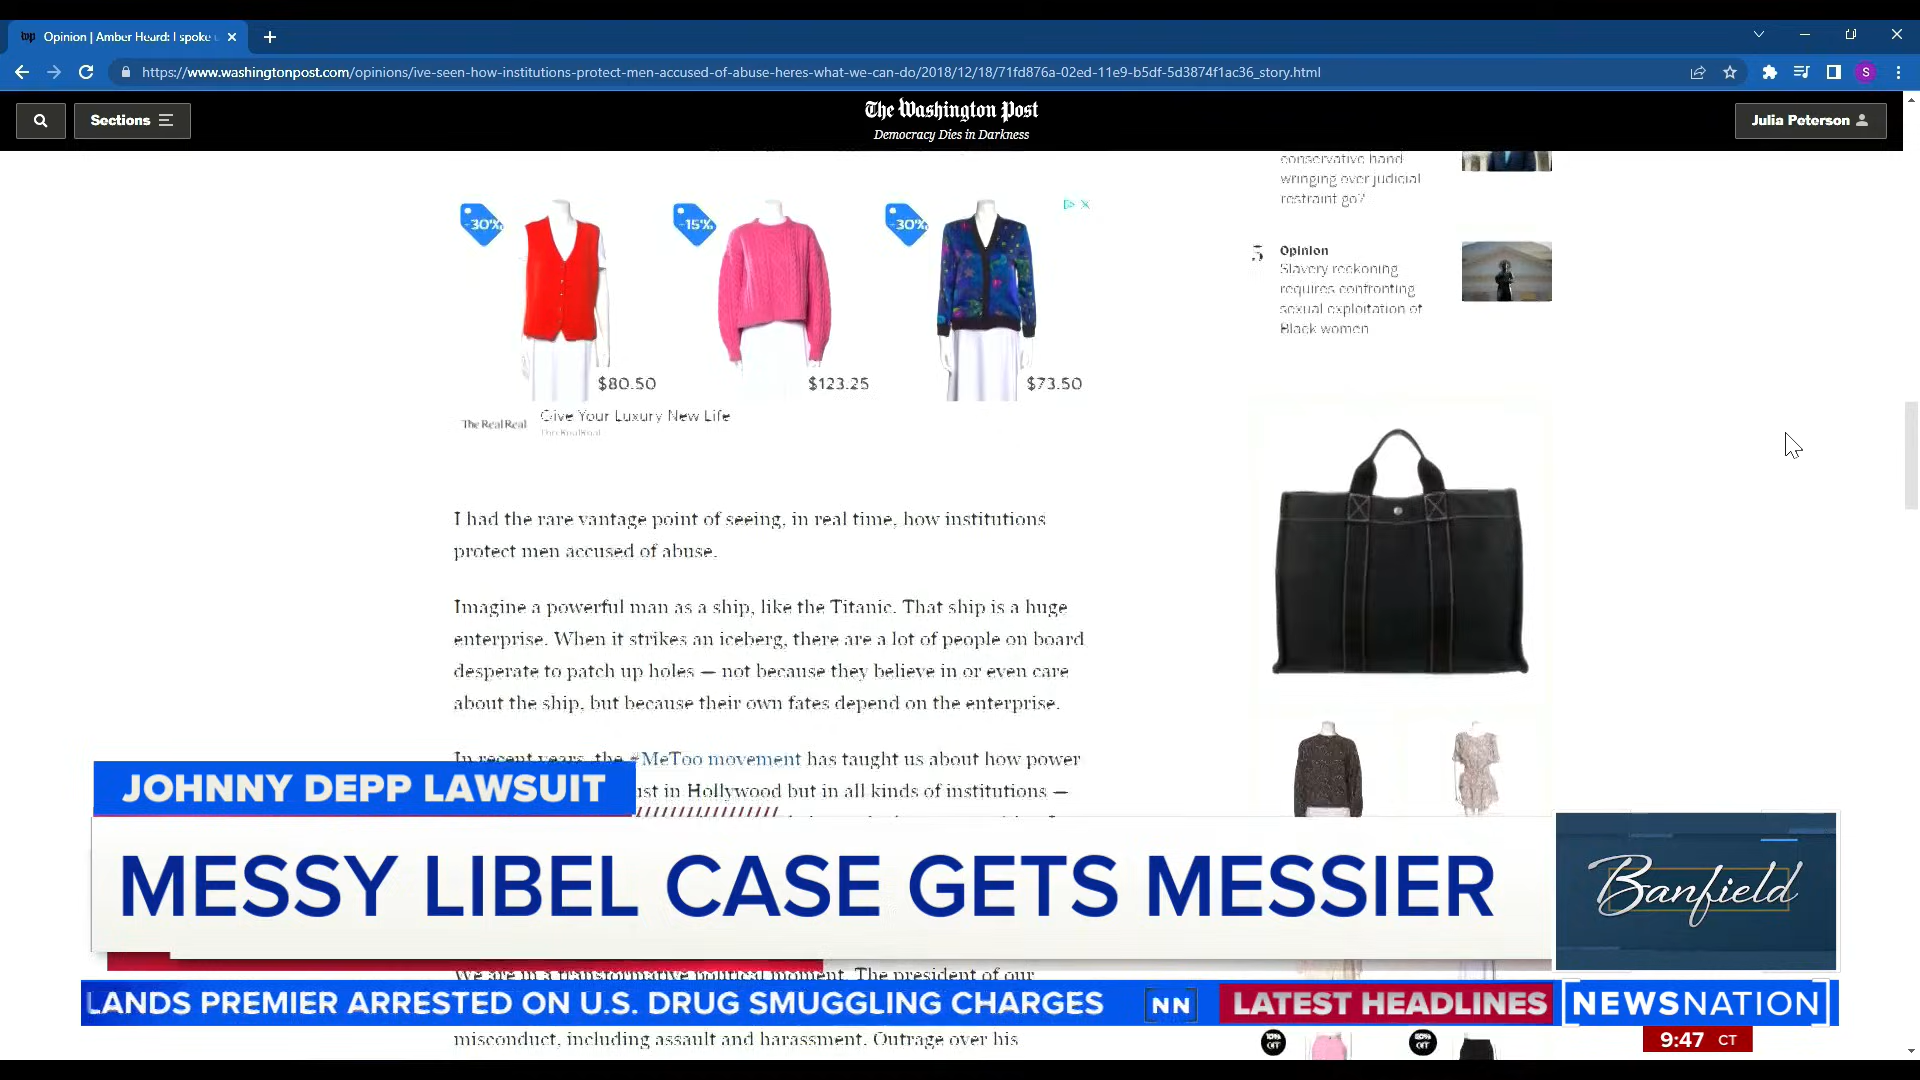 Opinion | Amber Heard: I spoke
https://www.washingtonpost.com/opinions/ive-seen-how-institutions-protect-men-accused-of-abuse-heres-what-we-can-do/2018/12/18/71fd876a-02ed-11e9-b5df-5d3874f1ac36_story.html
S
Sections
The Washington Post
Democracy Dies in Darkness
Julia Peterson
conservative hand
wringing over judicial
restraint go?
-30%
-15%
-30%
5
Opinion
Slavery reckoning
requires confronting
sexual exploitation of
Black women
$80.50
$123.25
$73.50
The RealReal
Give Your Luxury New Life
The RealReal
I had the rare vantage point of seeing, in real time, how institutions
protect men accused of abuse.
Imagine a powerful man as a ship, like the Titanic. That ship is a huge
enterprise. When it strikes an iceberg, there are a lot of people on board
desperate to patch up holes — not because they believe in or even care
about the ship, but because their own fates depend on the enterprise.
In recent years, the #MeToo movement has taught us about how power
ust in Hollywood but in all kinds of institutions —
JOHNNY DEPP LAWSUIT
MESSY LIBEL CASE GETS MESSIER
Banfield
We are in a transformative political moment. The president of our
LANDS PREMIER ARRESTED ON U.S. DRUG SMUGGLING CHARGES
NN
LATEST HEADLINES
NEWSNATION
misconduct, including assault and harassment. Outrage over his
OFF
OFF
9:47 CT